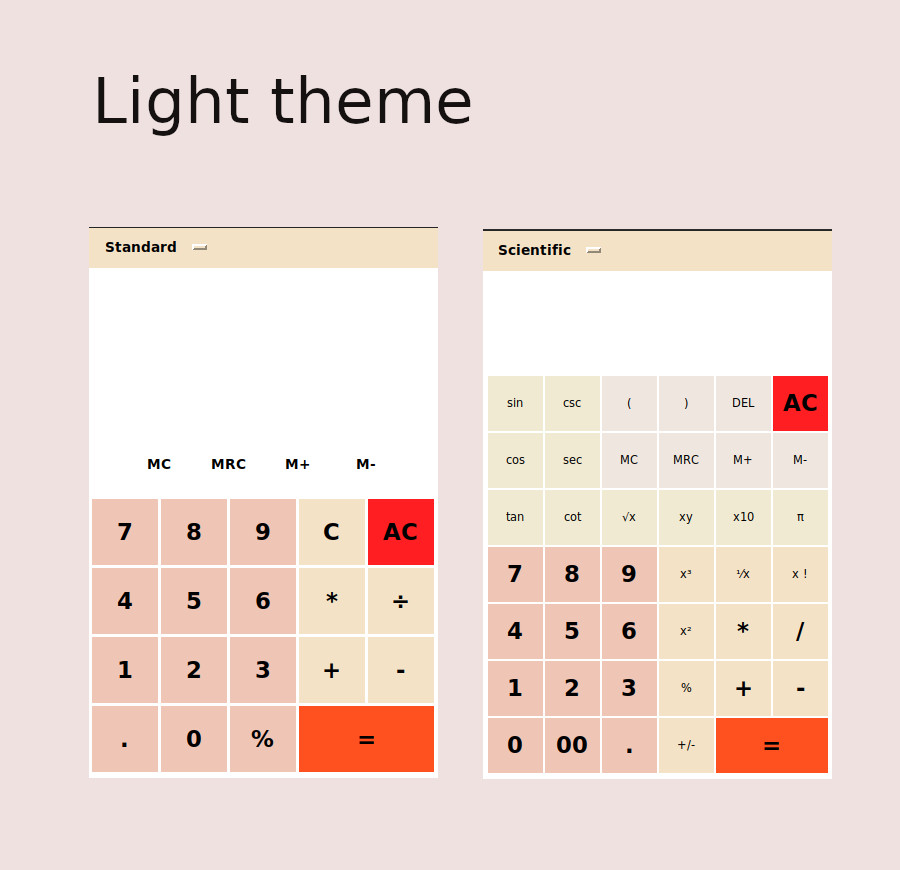 Light theme
Standard
MC MRC M+ M-
7 8 9 C AC
4 5 6 * ÷
1 2 3 + -
. 0 % =
Scientific
sin csc ( ) DEL AC
cos sec MC MRC M+ M-
tan cot √x xy x10 π
7 8 9 x³ ¹⁄x x !
4 5 6 x² * /
1 2 3 % + -
0 00 . +/- =